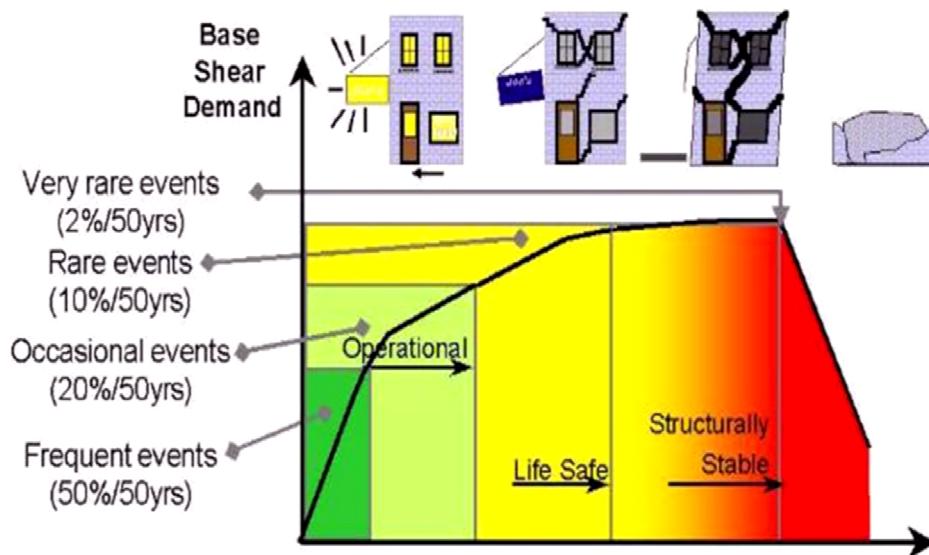 Base
Shear
Demand
Very rare events
(2%/50yrs)
Rare events
(10%/50yrs)
Occasional events
(20%/50yrs)
Frequent events
(50%/50yrs)
Operational
Life Safe
Structurally
Stable